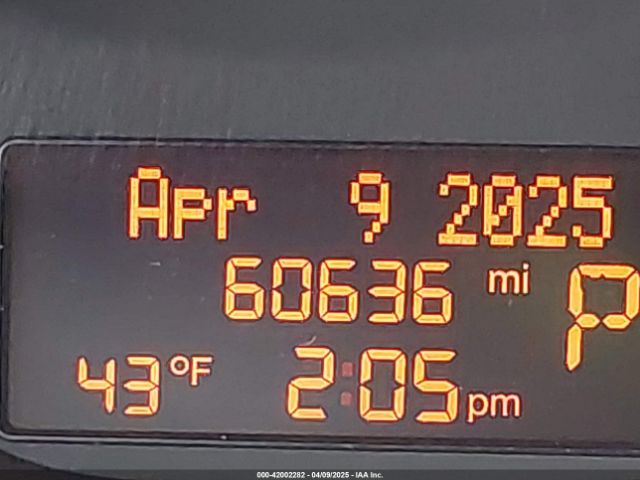 Apr 9 2025
60636 mi P
43 °F 2:05 pm
000-42002282 - 04/09/2025 - IAA Inc.